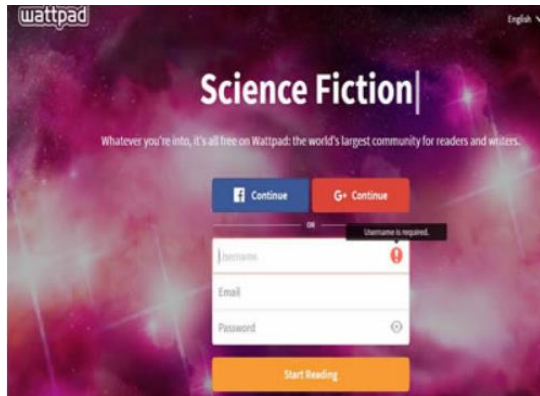 wattpad
English
Science Fiction
Whatever you're into, it's all free on Wattpad: the world's largest community for readers and writers.
f Continue
G+ Continue
OR
Username is required.
Username
Email
Password
Start Reading